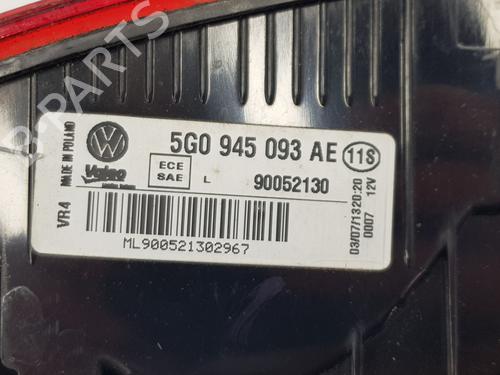 B-PARTS
MADE IN POLAND
VR4
VW
Valeo
5G0 945 093 AE
11S
ECE
SAE
L
90052130
ML900521302967
03/07/13 20:20
0007 12V